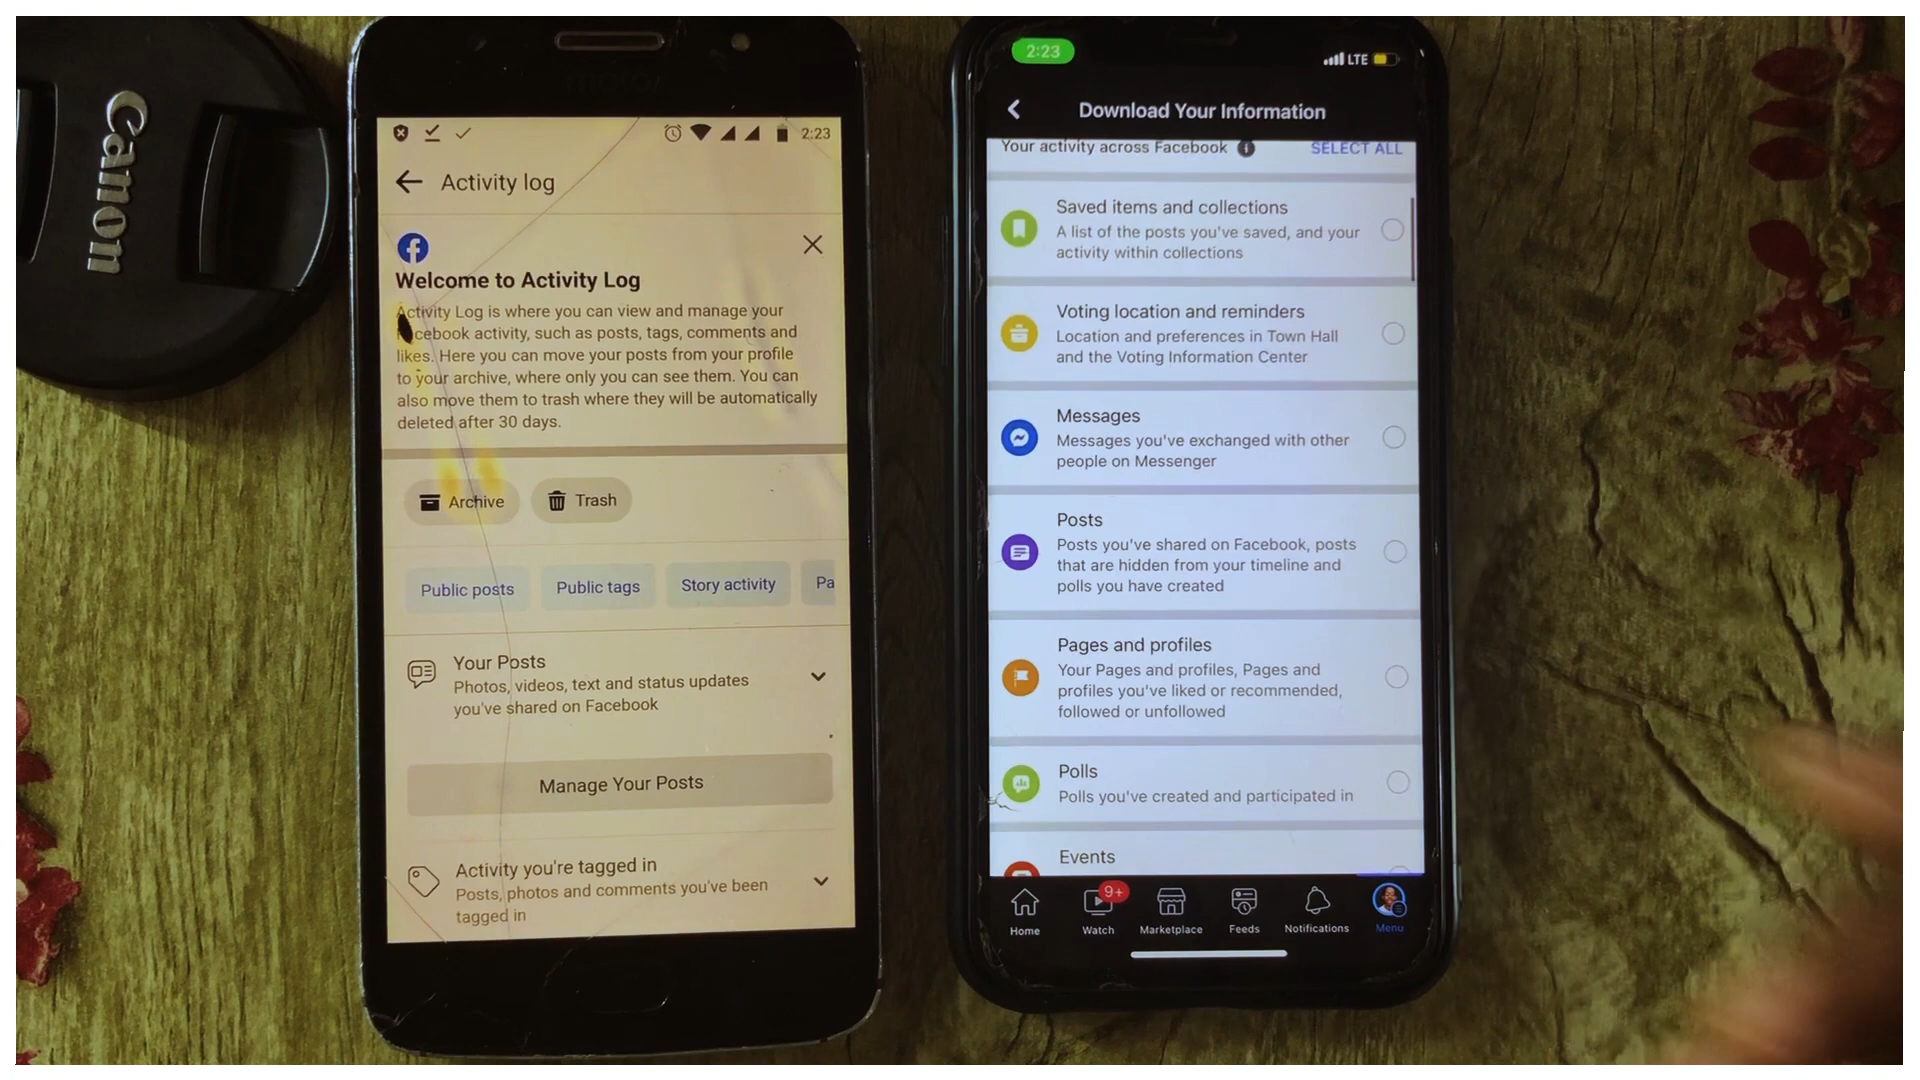 Canon
2:23
Activity log
Welcome to Activity Log
Activity Log is where you can view and manage your
Facebook activity, such as posts, tags, comments and
likes. Here you can move your posts from your profile
to your archive, where only you can see them. You can
also move them to trash where they will be automatically
deleted after 30 days.
Archive
Trash
Public posts
Public tags
Story activity
Pa
Your Posts
Photos, videos, text and status updates
you've shared on Facebook
Manage Your Posts
Activity you're tagged in
Posts, photos and comments you've been
tagged in
2:23
LTE
Download Your Information
Your activity across Facebook
SELECT ALL
Saved items and collections
A list of the posts you've saved, and your
activity within collections
Voting location and reminders
Location and preferences in Town Hall
and the Voting Information Center
Messages
Messages you've exchanged with other
people on Messenger
Posts
Posts you've shared on Facebook, posts
that are hidden from your timeline and
polls you have created
Pages and profiles
Your Pages and profiles, Pages and
profiles you've liked or recommended,
followed or unfollowed
Polls
Polls you've created and participated in
Events
9+
Home
Watch
Marketplace
Feeds
Notifications
Menu